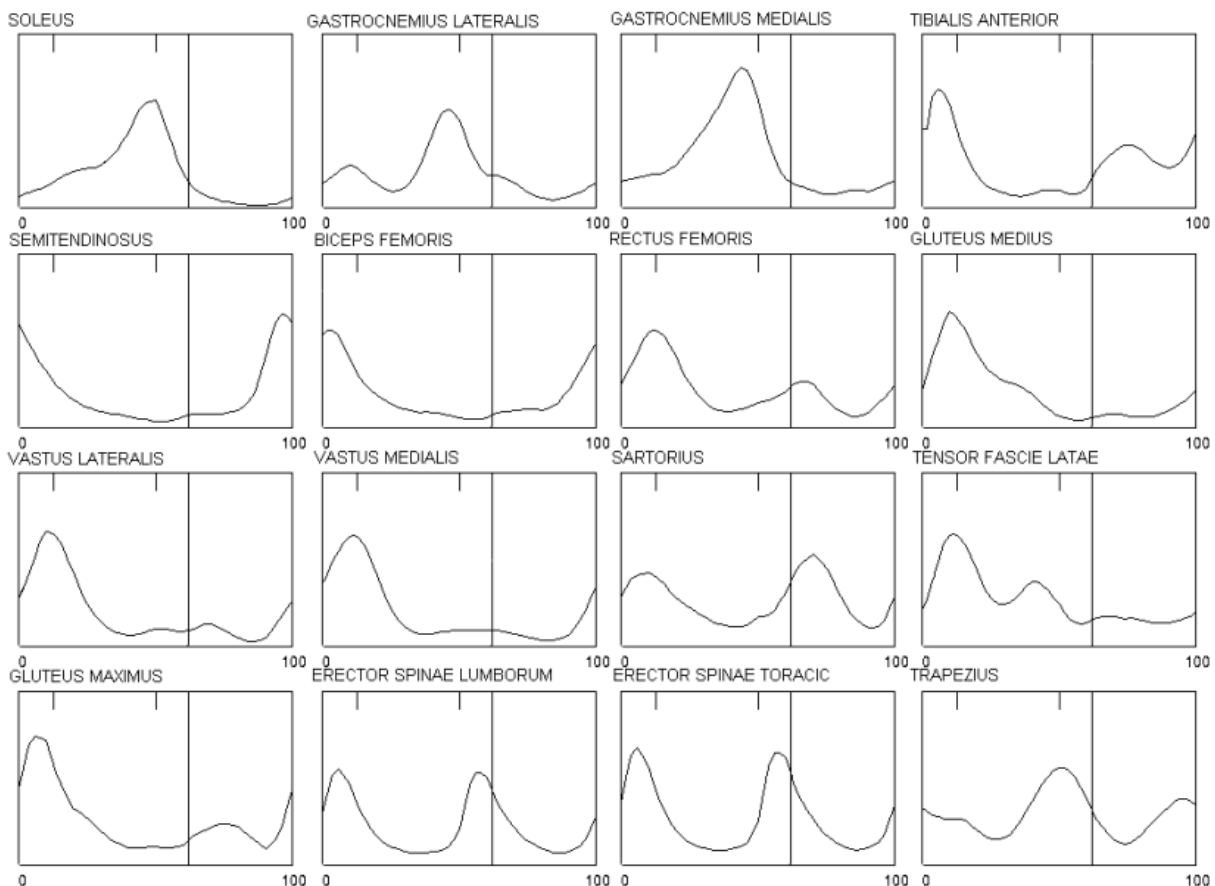 SOLEUS
GASTROCNEMIUS LATERALIS
GASTROCNEMIUS MEDIALIS
TIBIALIS ANTERIOR
0 100 0 100 0 100 0 100
SEMITENDINOSUS
BICEPS FEMORIS
RECTUS FEMORIS
GLUTEUS MEDIUS
0 100 0 100 0 100 0 100
VASTUS LATERALIS
VASTUS MEDIALIS
SARTORIUS
TENSOR FASCIE LATAE
0 100 0 100 0 100 0 100
GLUTEUS MAXIMUS
ERECTOR SPINAE LUMBORUM
ERECTOR SPINAE TORACIC
TRAPEZIUS
0 100 0 100 0 100 0 100